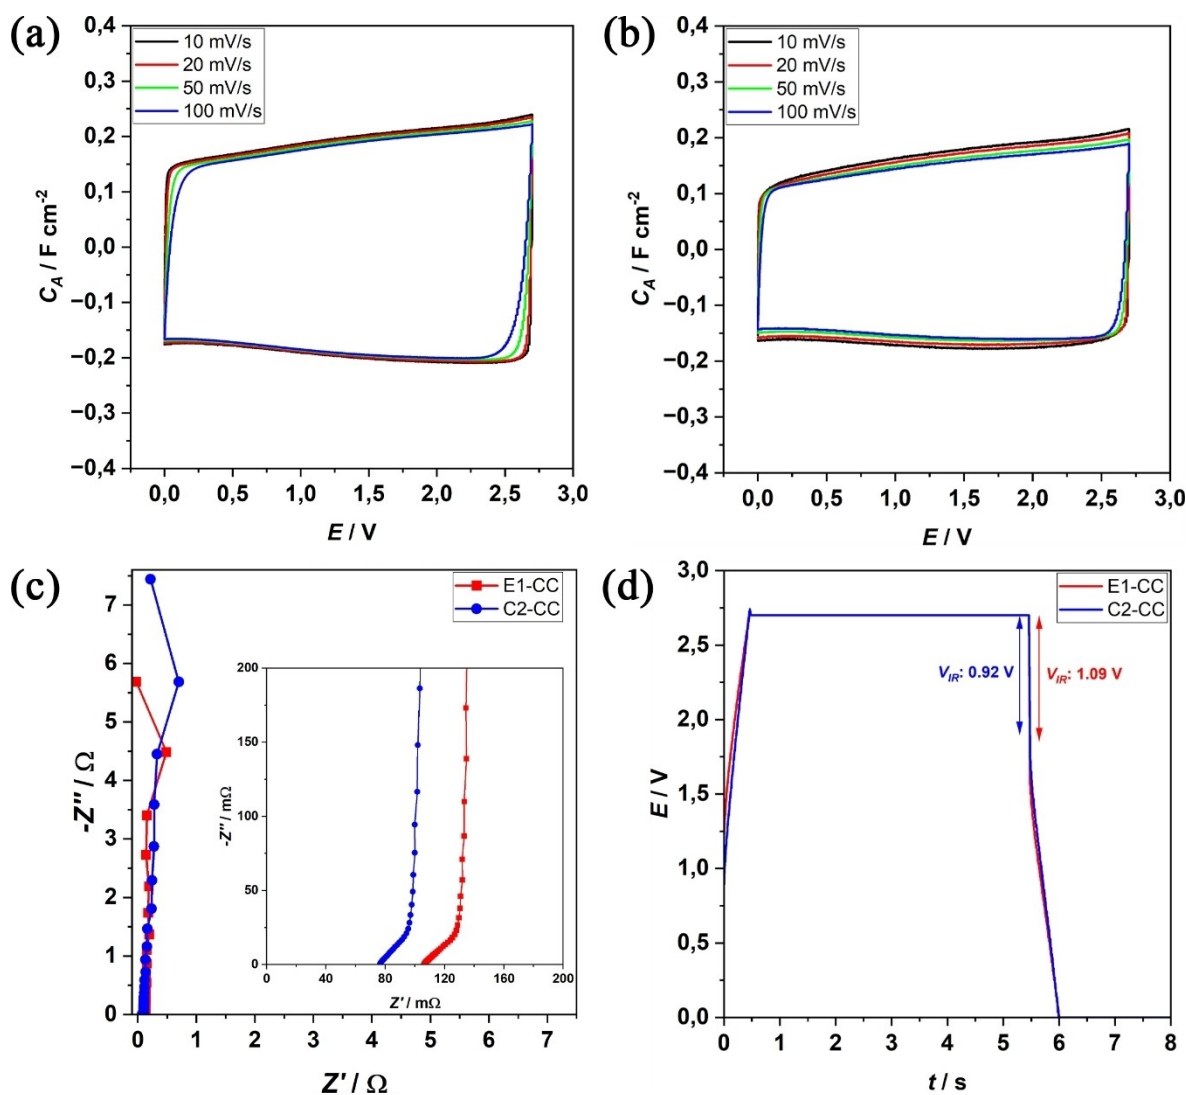 (a)
10 mV/s
20 mV/s
50 mV/s
100 mV/s
0,4
0,3
0,2
0,1
0,0
−0,1
−0,2
−0,3
−0,4
C_A / F cm⁻²
0,0 0,5 1,0 1,5 2,0 2,5 3,0
E / V
(b)
10 mV/s
20 mV/s
50 mV/s
100 mV/s
0,4
0,3
0,2
0,1
0,0
−0,1
−0,2
−0,3
−0,4
C_A / F cm⁻²
0,0 0,5 1,0 1,5 2,0 2,5 3,0
E / V
(c)
E1-CC
C2-CC
7
6
5
4
3
2
1
0
-Z'' / Ω
0 1 2 3 4 5 6 7
Z' / Ω
200
150
100
50
0
-Z'' / mΩ
0 40 80 120 160 200
Z' / mΩ
(d)
E1-CC
C2-CC
3,0
2,5
2,0
1,5
1,0
0,5
0,0
E / V
V_IR: 0.92 V
V_IR: 1.09 V
0 1 2 3 4 5 6 7 8
t / s